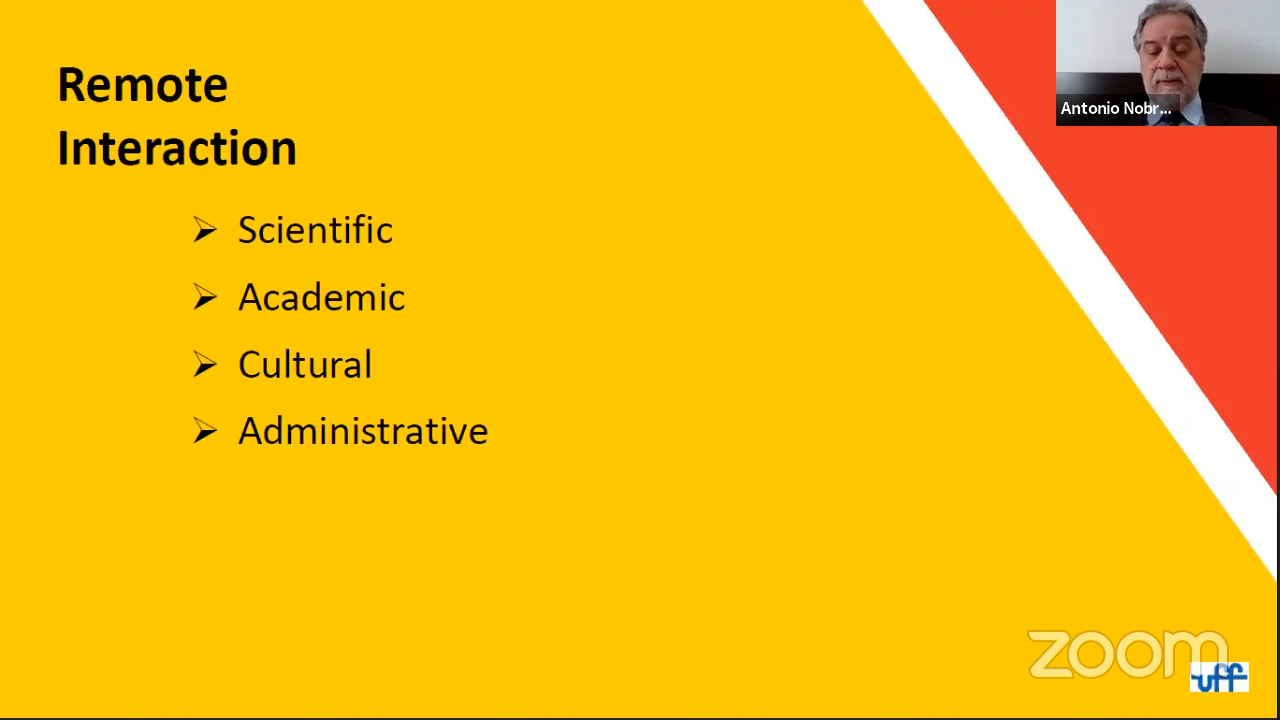 Remote
Interaction
Scientific
Academic
Cultural
Administrative
Antonio Nobr...
zoom
uff